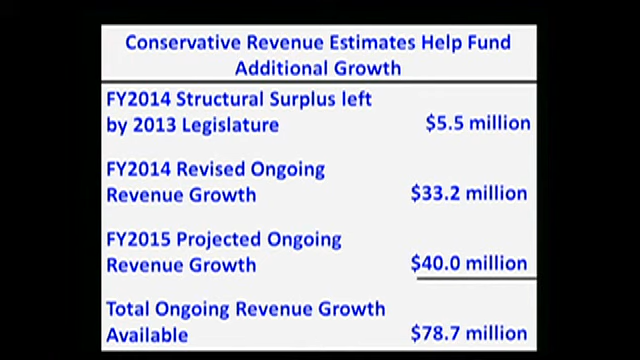 Conservative Revenue Estimates Help Fund
Additional Growth
FY2014 Structural Surplus left
by 2013 Legislature $5.5 million
FY2014 Revised Ongoing
Revenue Growth $33.2 million
FY2015 Projected Ongoing
Revenue Growth $40.0 million
Total Ongoing Revenue Growth
Available $78.7 million